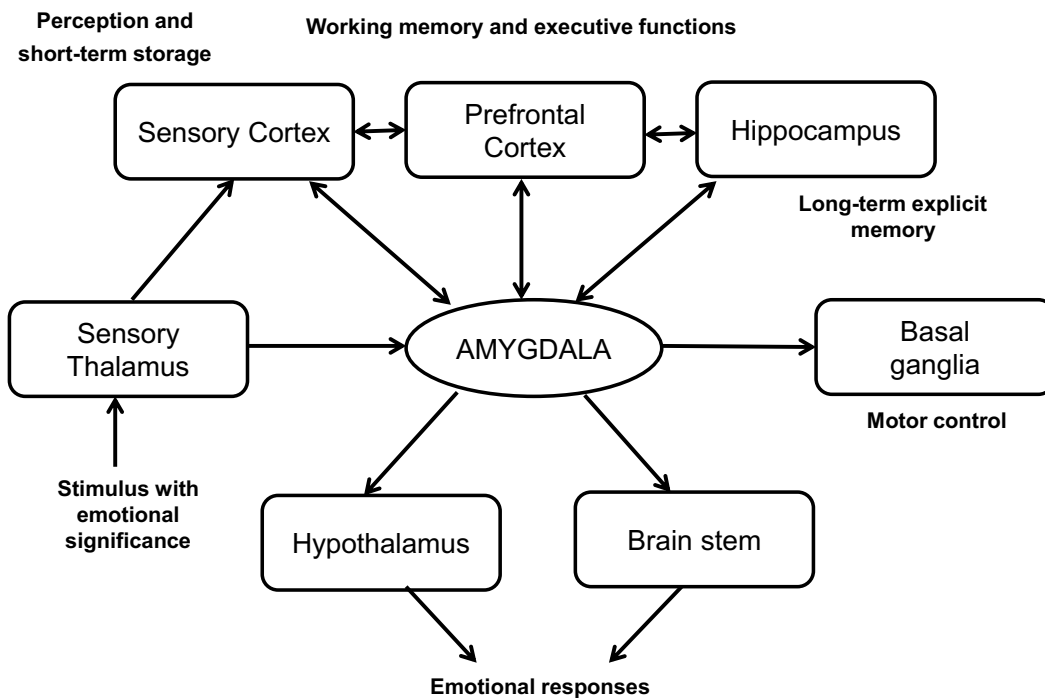 Perception and
short-term storage
Working memory and executive functions
Sensory Cortex
Prefrontal
Cortex
Hippocampus
Long-term explicit
memory
Sensory
Thalamus
AMYGDALA
Basal
ganglia
Motor control
Stimulus with
emotional
significance
Hypothalamus
Brain stem
Emotional responses